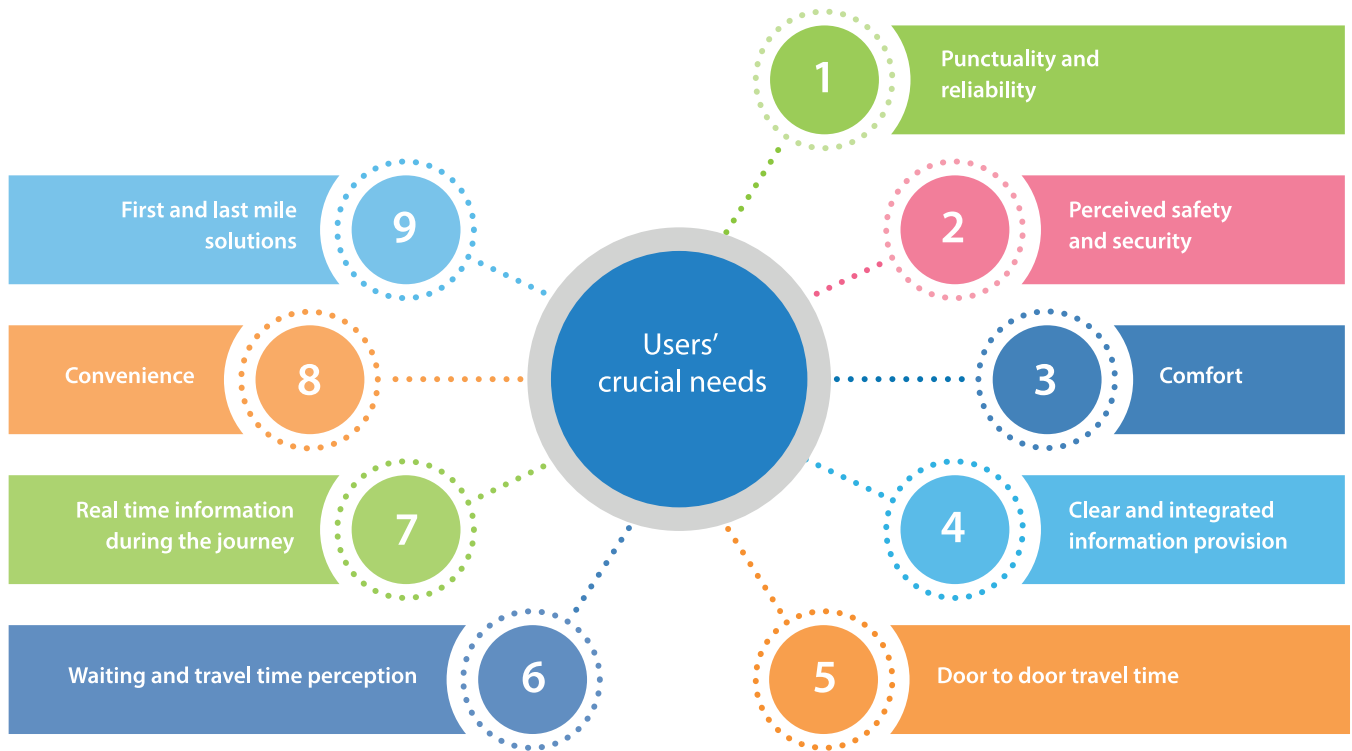 Users’
crucial needs
1
Punctuality and
reliability
2
Perceived safety
and security
3
Comfort
4
Clear and integrated
information provision
5
Door to door travel time
6
Waiting and travel time perception
7
Real time information
during the journey
8
Convenience
9
First and last mile
solutions